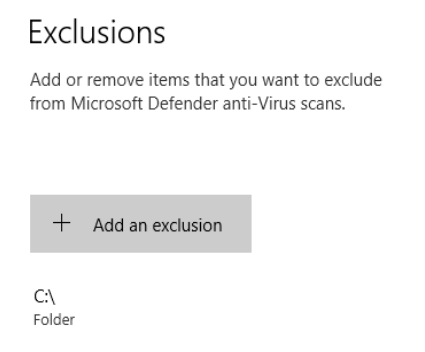 Exclusions
Add or remove items that you want to exclude
from Microsoft Defender anti-Virus scans.
+ Add an exclusion
C:\
Folder